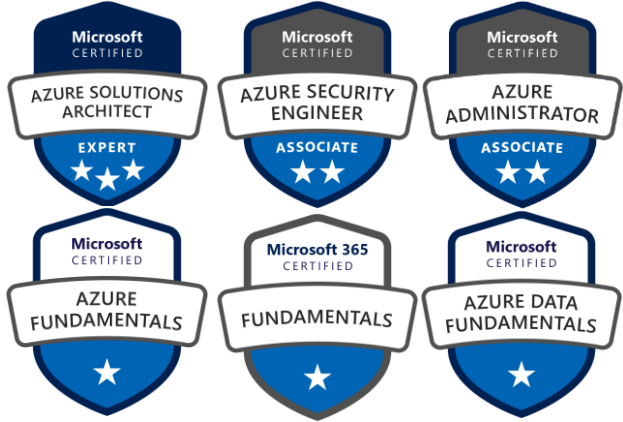 Microsoft
CERTIFIED
AZURE SOLUTIONS
ARCHITECT
EXPERT
Microsoft
CERTIFIED
AZURE SECURITY
ENGINEER
ASSOCIATE
Microsoft
CERTIFIED
AZURE
ADMINISTRATOR
ASSOCIATE
Microsoft
CERTIFIED
AZURE
FUNDAMENTALS
Microsoft 365
CERTIFIED
FUNDAMENTALS
Microsoft
CERTIFIED
AZURE DATA
FUNDAMENTALS